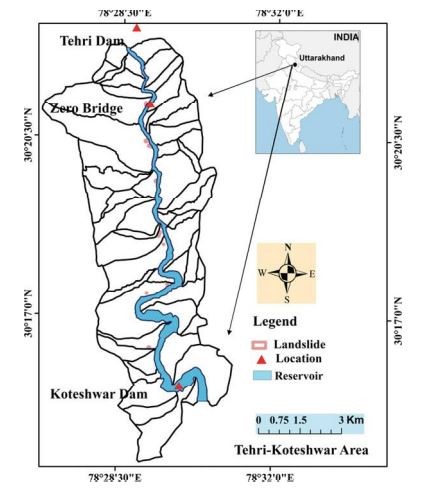 78°28'30"E 78°32'0"E
INDIA
Tehri Dam
Uttarakhand
Zero Bridge
30°20'30"N 30°20'30"N
N
W E
S
30°17'0"N 30°17'0"N
Legend
Landslide
Location
Reservoir
Koteshwar Dam
0 0.75 1.5 3 Km
Tehri-Koteshwar Area
78°28'30"E 78°32'0"E